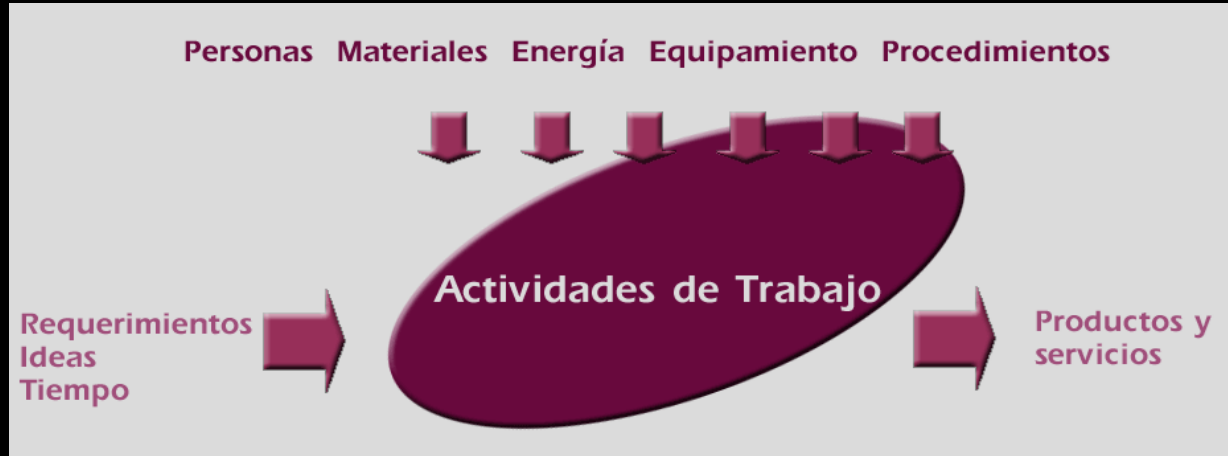 Personas Materiales Energía Equipamiento Procedimientos
Actividades de Trabajo
Requerimientos
Ideas
Tiempo
Productos y
servicios